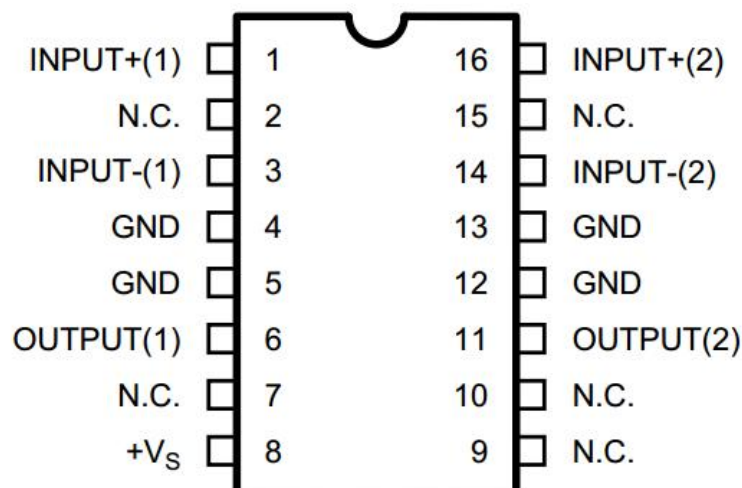 INPUT+(1) 1 16 INPUT+(2)
N.C. 2 15 N.C.
INPUT-(1) 3 14 INPUT-(2)
GND 4 13 GND
GND 5 12 GND
OUTPUT(1) 6 11 OUTPUT(2)
N.C. 7 10 N.C.
+VS 8 9 N.C.